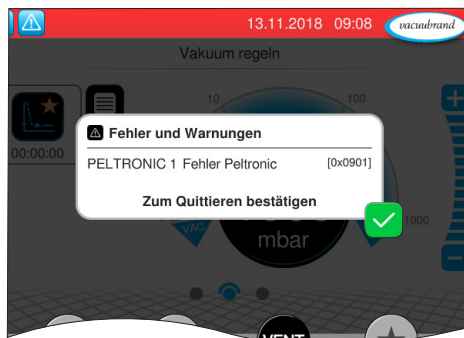 13.11.2018 09:08
vacuubrand
Vakuum regeln
10
100
Fehler und Warnungen
00:00:00
PELTRONIC 1 Fehler Peltronic [0x0901]
Zum Quittieren bestätigen
VAC
1000
mbar
VENT